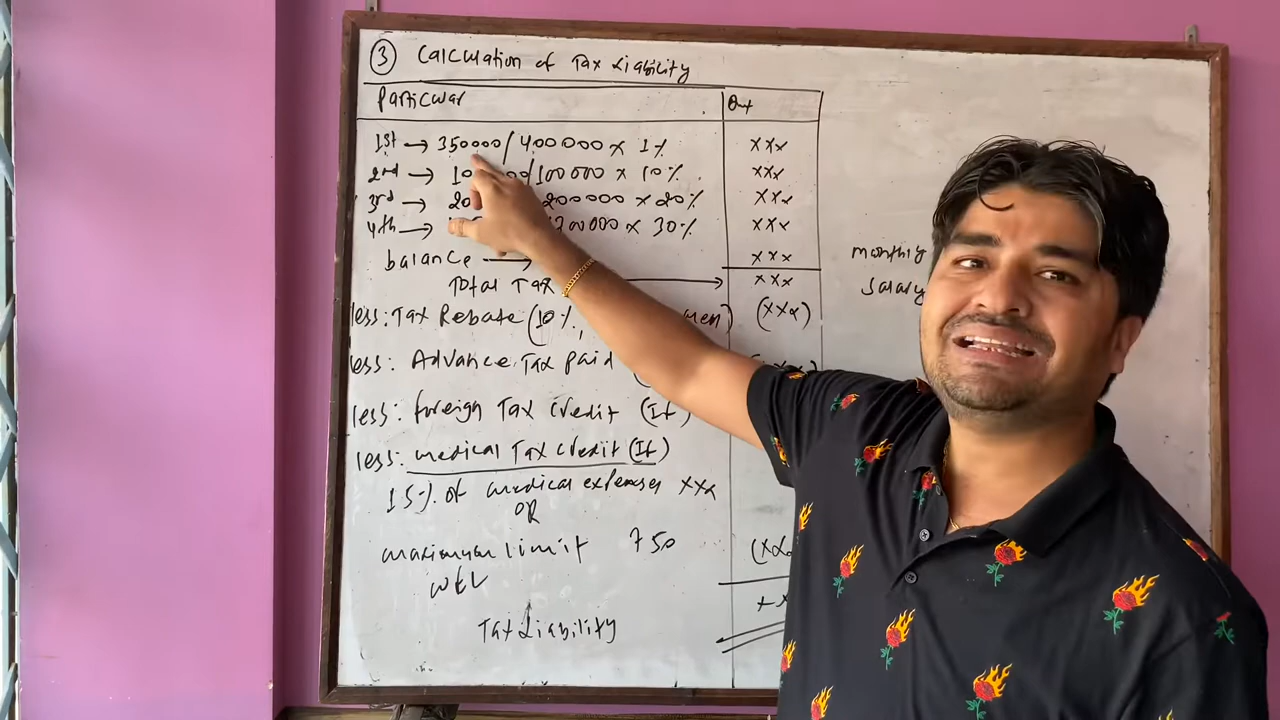 ③ Calculation of Tax Liability
Particular
1st → 350000/400000 x 1% xxx
2nd → 100000 x 10% xxx
3rd → 200000 x 20% xxx
4th → x 30% xxx
balance → xxx
Total Tax → xxx
less: Tax Rebate (10%, men) (xxx)
less: Advance Tax paid
less: foreign Tax credit (If)
less: medical Tax credit (If)
15% of medical expenses xxx
OR
maximum limit 750
WEL
Tax Liability
monthly
salary